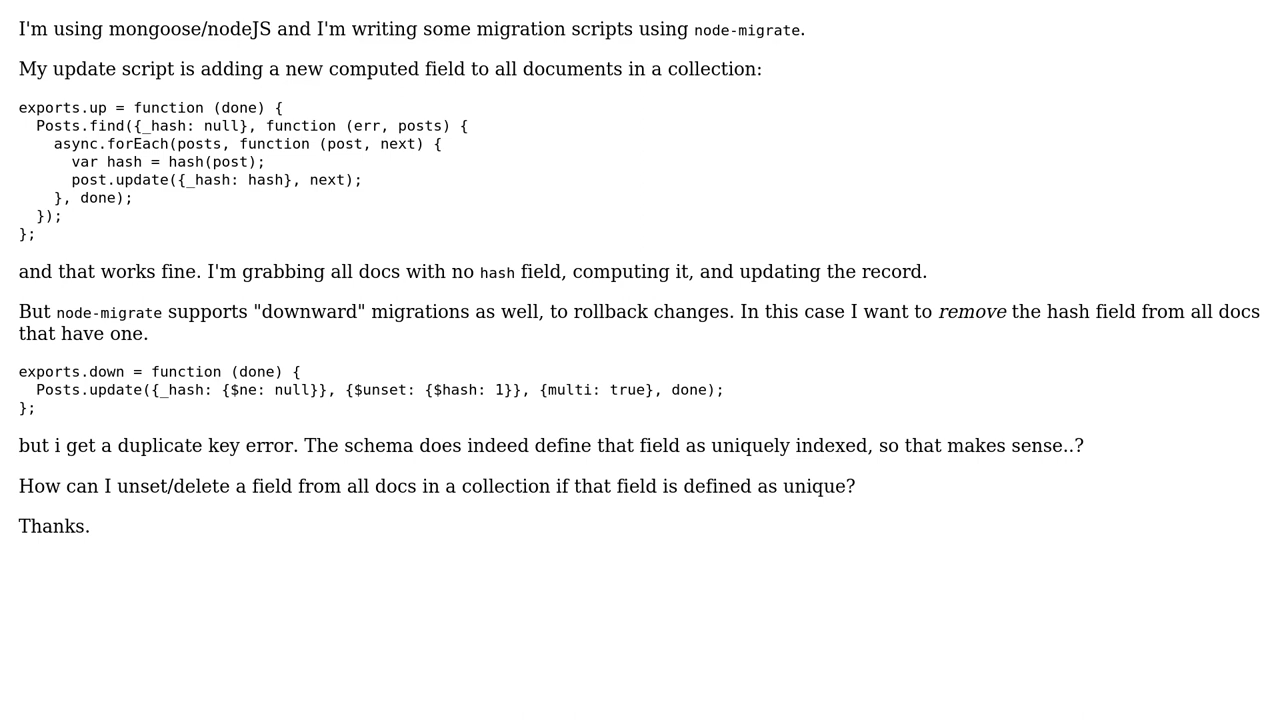 I'm using mongoose/nodeJS and I'm writing some migration scripts using node-migrate.
My update script is adding a new computed field to all documents in a collection:
exports.up = function (done) {
  Posts.find({_hash: null}, function (err, posts) {
    async.forEach(posts, function (post, next) {
      var hash = hash(post);
      post.update({_hash: hash}, next);
    }, done);
  });
};
and that works fine. I'm grabbing all docs with no hash field, computing it, and updating the record.
But node-migrate supports "downward" migrations as well, to rollback changes. In this case I want to remove the hash field from all docs
that have one.
exports.down = function (done) {
  Posts.update({_hash: {$ne: null}}, {$unset: {$hash: 1}}, {multi: true}, done);
};
but i get a duplicate key error. The schema does indeed define that field as uniquely indexed, so that makes sense..?
How can I unset/delete a field from all docs in a collection if that field is defined as unique?
Thanks.